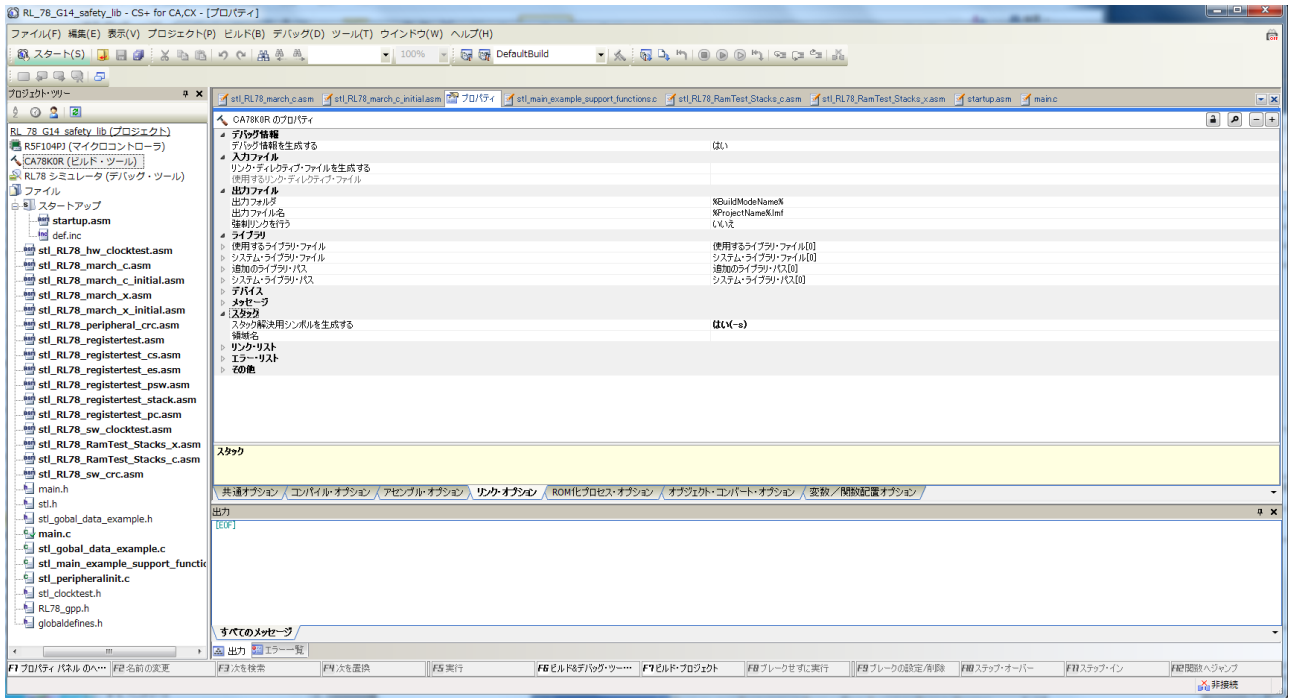 RL_78_G14_safety_lib - CS+ for CA,CX - [プロパティ]
ファイル(F) 編集(E) 表示(V) プロジェクト(P) ビルド(B) デバッグ(D) ツール(T) ウインドウ(W) ヘルプ(H)
スタート(S) 100% DefaultBuild
プロジェクト・ツリー
stl_RL78_march_c.asm stl_RL78_march_c_initial.asm プロパティ stl_main_example_support_functions.c stl_RL78_RamTest_Stacks_c.asm stl_RL78_RamTest_Stacks_x.asm startup.asm main.c
RL_78_G14_safety_lib (プロジェクト)
R5F104PJ (マイクロコントローラ)
CA78K0R (ビルド・ツール)
RL78 シミュレータ (デバッグ・ツール)
ファイル
スタートアップ
startup.asm
def.inc
stl_RL78_hw_clocktest.asm
stl_RL78_march_c.asm
stl_RL78_march_c_initial.asm
stl_RL78_march_x.asm
stl_RL78_march_x_initial.asm
stl_RL78_peripheral_crc.asm
stl_RL78_registertest.asm
stl_RL78_registertest_cs.asm
stl_RL78_registertest_es.asm
stl_RL78_registertest_psw.asm
stl_RL78_registertest_stack.asm
stl_RL78_registertest_pc.asm
stl_RL78_sw_clocktest.asm
stl_RL78_RamTest_Stacks_x.asm
stl_RL78_RamTest_Stacks_c.asm
stl_RL78_sw_crc.asm
main.h
stl.h
stl_gobal_data_example.h
main.c
stl_gobal_data_example.c
stl_main_example_support_functic
stl_peripheralinit.c
stl_clocktest.h
RL78_gpp.h
globaldefines.h
CA78K0R のプロパティ
デバッグ情報
デバッグ情報を生成する はい
入力ファイル
リンク・ディレクティブ・ファイルを生成する
使用するリンク・ディレクティブ・ファイル
出力ファイル
出力フォルダ %BuildModeName%
出力ファイル名 %ProjectName%.lmf
強制リンクを行う いいえ
ライブラリ
使用するライブラリ・ファイル 使用するライブラリ・ファイル[0]
システム・ライブラリ・ファイル システム・ライブラリ・ファイル[0]
追加のライブラリ・パス 追加のライブラリ・パス[0]
システム・ライブラリ・パス システム・ライブラリ・パス[0]
デバイス
メッセージ
スタック
スタック解決用シンボルを生成する はい(-s)
領域名
リンク・リスト
エラー・リスト
その他
スタック
共通オプション コンパイル・オプション アセンブル・オプション リンク・オプション ROM化プロセス・オプション オブジェクト・コンバート・オプション 変数／関数配置オプション
出力
[EOF]
すべてのメッセージ
出力 エラー一覧
F1 プロパティ パネル のヘ… F2 名前の変更 F3 次を検索 F4 次を置換 F5 実行 F6 ビルド&デバッグ・ツー… F7 ビルド・プロジェクト F8 ブレークせずに実行 F9 ブレークの設定/削除 F10 ステップ・オーバー F11 ステップ・イン F12 関数へジャンプ
非接続